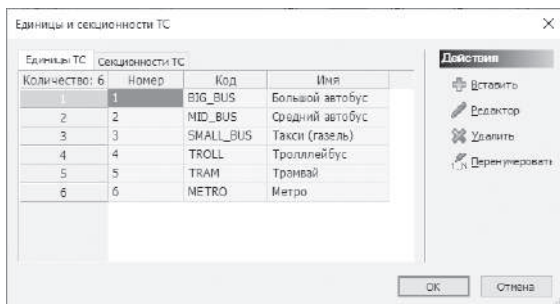 Единицы и секционности ТС
Единицы ТС Секционности ТС
Количество: 6 Номер Код Имя
1 1 BIG_BUS Большой автобус
2 2 MID_BUS Средний автобус
3 3 SMALL_BUS Такси (газель)
4 4 TROLL Тролллейбус
5 5 TRAM Трамвай
6 6 METRO Метро
Действия
Вставить
Редактор
Удалить
Перенумеровать
OK Отмена